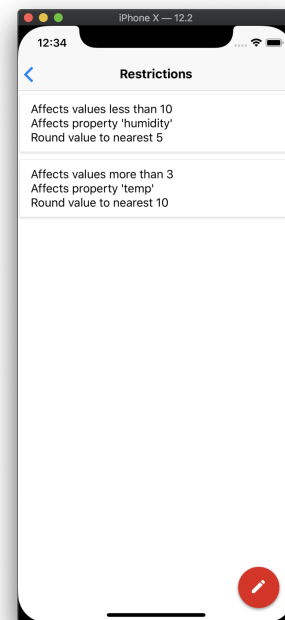 iPhone X — 12.2
12:34
Restrictions
Affects values less than 10
Affects property 'humidity'
Round value to nearest 5
Affects values more than 3
Affects property 'temp'
Round value to nearest 10